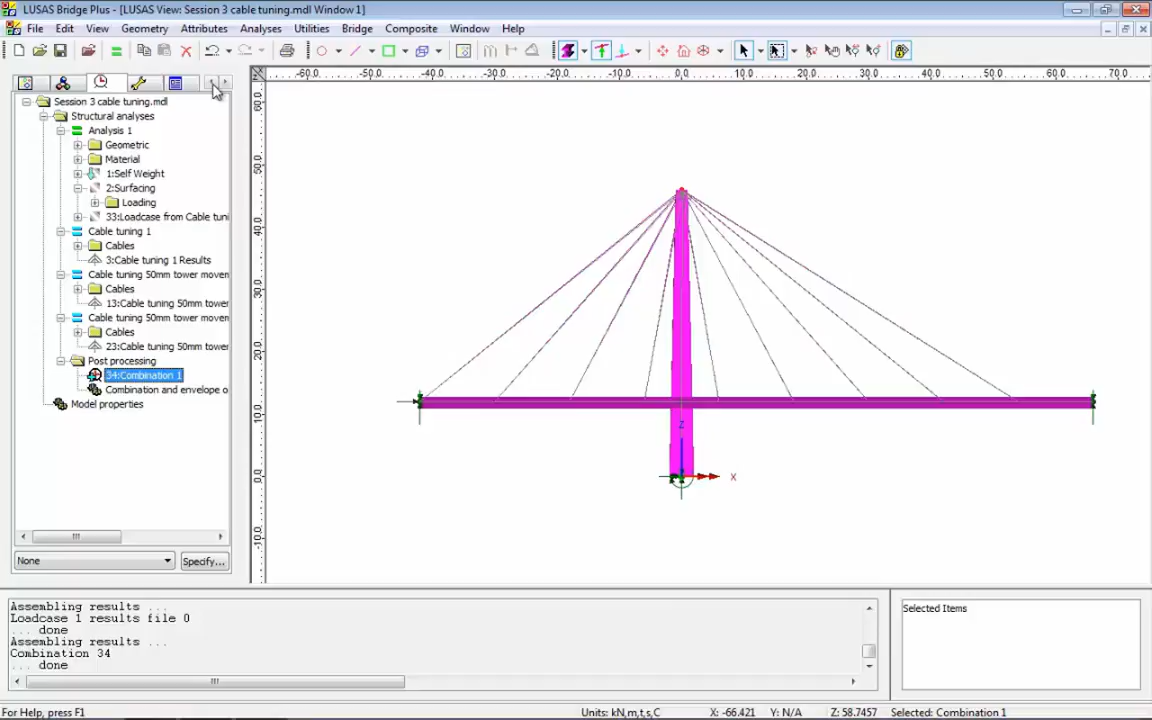 LUSAS Bridge Plus - [LUSAS View: Session 3 cable tuning.mdl Window 1]
File Edit View Geometry Attributes Analyses Utilities Bridge Composite Window Help
-60.0 -50.0 -40.0 -30.0 -20.0 -10.0 0.0 10.0 20.0 30.0 40.0 50.0 60.0 70.0
60.0
50.0
40.0
30.0
20.0
10.0
0.0
-10.0
Session 3 cable tuning.mdl
Structural analyses
Analysis 1
Geometric
Material
1:Self Weight
2:Surfacing
Loading
33:Loadcase from Cable tuni
Cable tuning 1
Cables
3:Cable tuning 1 Results
Cable tuning 50mm tower movem
Cables
13:Cable tuning 50mm tower
Cable tuning 50mm tower movem
Cables
23:Cable tuning 50mm tower
Post processing
34:Combination 1
Combination and envelope o
Model properties
Z
X
None
Specify...
Assembling results ...
Loadcase 1 results file 0
... done
Assembling results ...
Combination 34
... done
Selected Items
For Help, press F1
Units: kN,m,t,s,C X: -66.421 Y: N/A Z: 58.7457 Selected: Combination 1